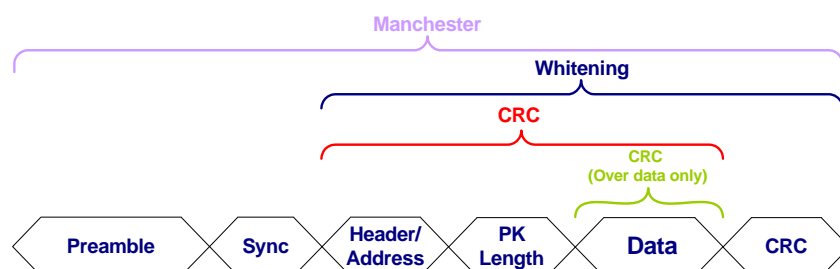 Manchester
Whitening
CRC
CRC
(Over data only)
Preamble
Sync
Header/
Address
PK
Length
Data
CRC